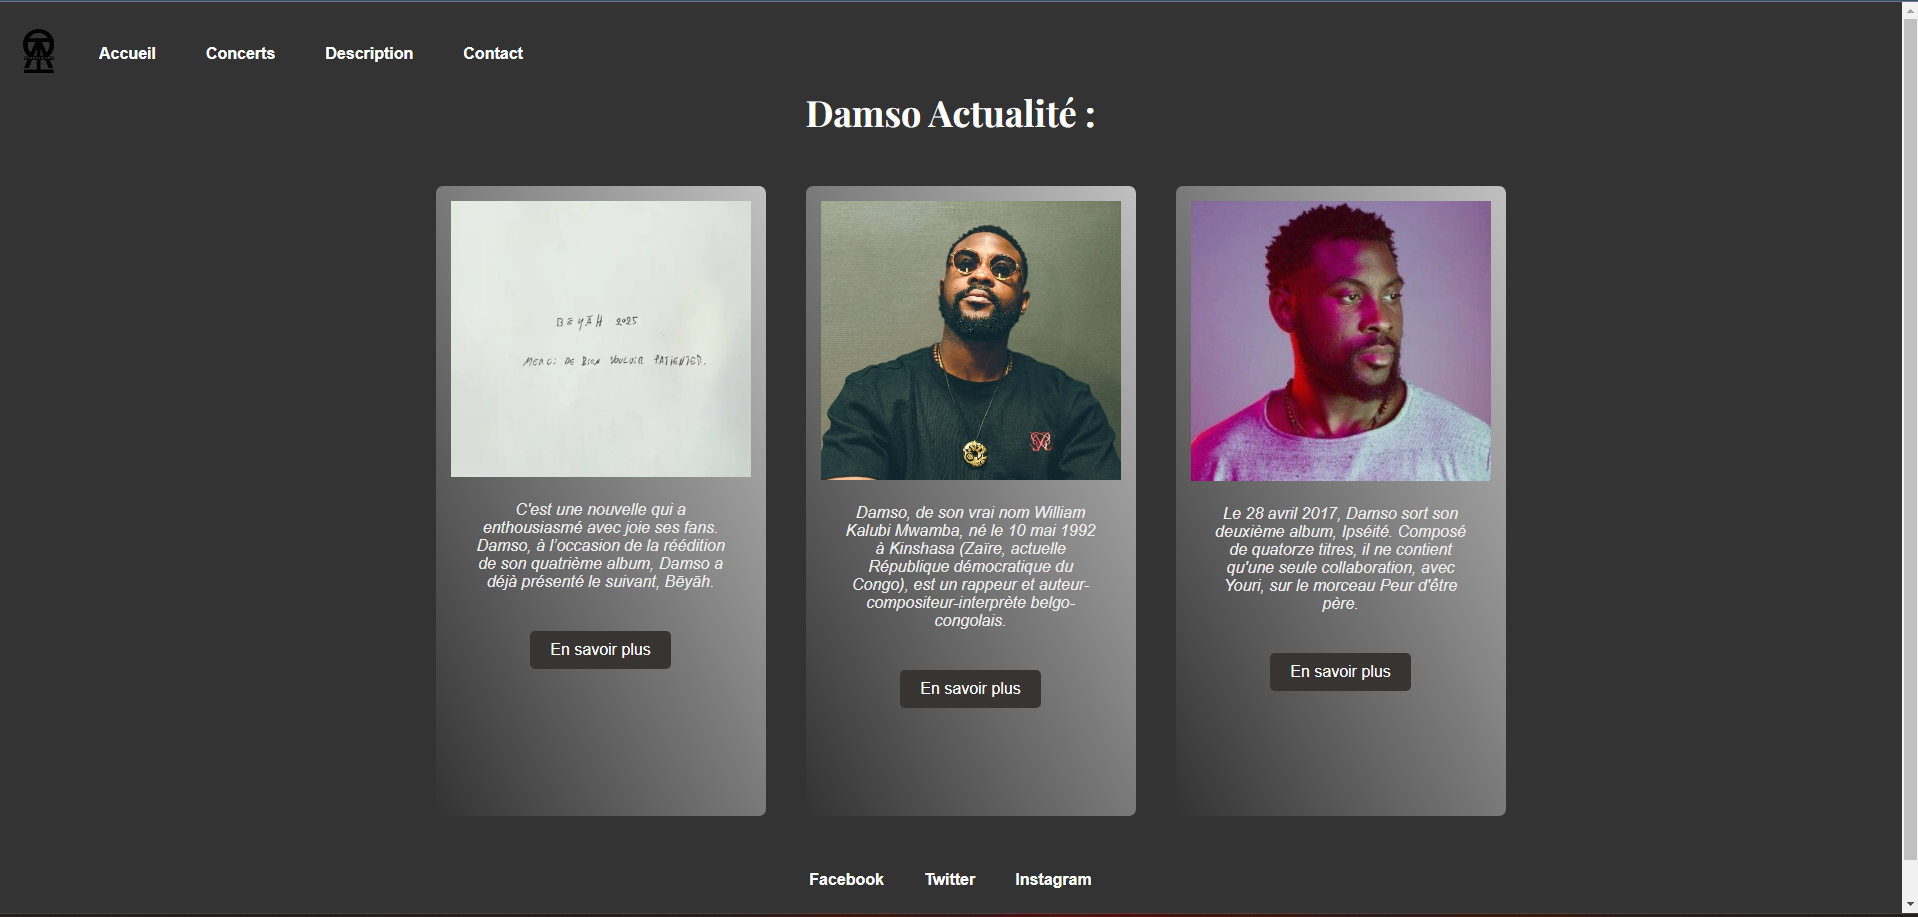 Accueil Concerts Description Contact
Damso Actualité :
BĒYĀH 2025
MERCI DE BIEN VOULOIR PATIENTER.
C'est une nouvelle qui a
enthousiasmé avec joie ses fans.
Damso, à l’occasion de la réédition
de son quatrième album, Damso a
déjà présenté le suivant, Bēyāh.
En savoir plus
Damso, de son vrai nom William
Kalubi Mwamba, né le 10 mai 1992
à Kinshasa (Zaïre, actuelle
République démocratique du
Congo), est un rappeur et auteur-
compositeur-interprète belgo-
congolais.
En savoir plus
Le 28 avril 2017, Damso sort son
deuxième album, Ipséité. Composé
de quatorze titres, il ne contient
qu'une seule collaboration, avec
Youri, sur le morceau Peur d'être
père.
En savoir plus
Facebook Twitter Instagram